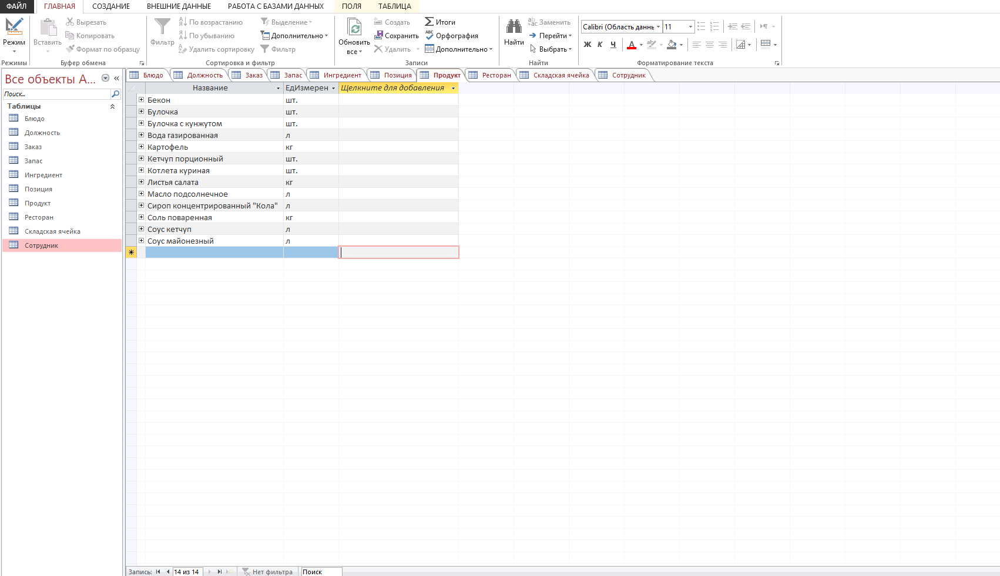 ФАЙЛ ГЛАВНАЯ СОЗДАНИЕ ВНЕШНИЕ ДАННЫЕ РАБОТА С БАЗАМИ ДАННЫХ ПОЛЯ ТАБЛИЦА
Режим
Режимы
Вставить
Вырезать
Копировать
Формат по образцу
Буфер обмена
Фильтр
По возрастанию
По убыванию
Удалить сортировку
Выделение
Дополнительно
Фильтр
Сортировка и фильтр
Обновить
все
Создать
Сохранить
Удалить
Итоги
Орфография
Дополнительно
Записи
Найти
Заменить
Перейти
Выбрать
Найти
Calibri (Область данны 11
Ж К Ч
Форматирование текста
Все объекты А...
Поиск...
Таблицы
Блюдо
Должность
Заказ
Запас
Ингредиент
Позиция
Продукт
Ресторан
Складская ячейка
Сотрудник
Блюдо Должность Заказ Запас Ингредиент Позиция Продукт Ресторан Складская ячейка Сотрудник
Название ЕдИзмерен Щелкните для добавления
Бекон шт.
Булочка шт.
Булочка с кунжутом шт.
Вода газированная л
Картофель кг
Кетчуп порционный шт.
Котлета куриная шт.
Листья салата кг
Масло подсолнечное л
Сироп концентрированный "Кола" л
Соль поваренная кг
Соус кетчуп л
Соус майонезный л
Запись: 14 из 14 Нет фильтра Поиск